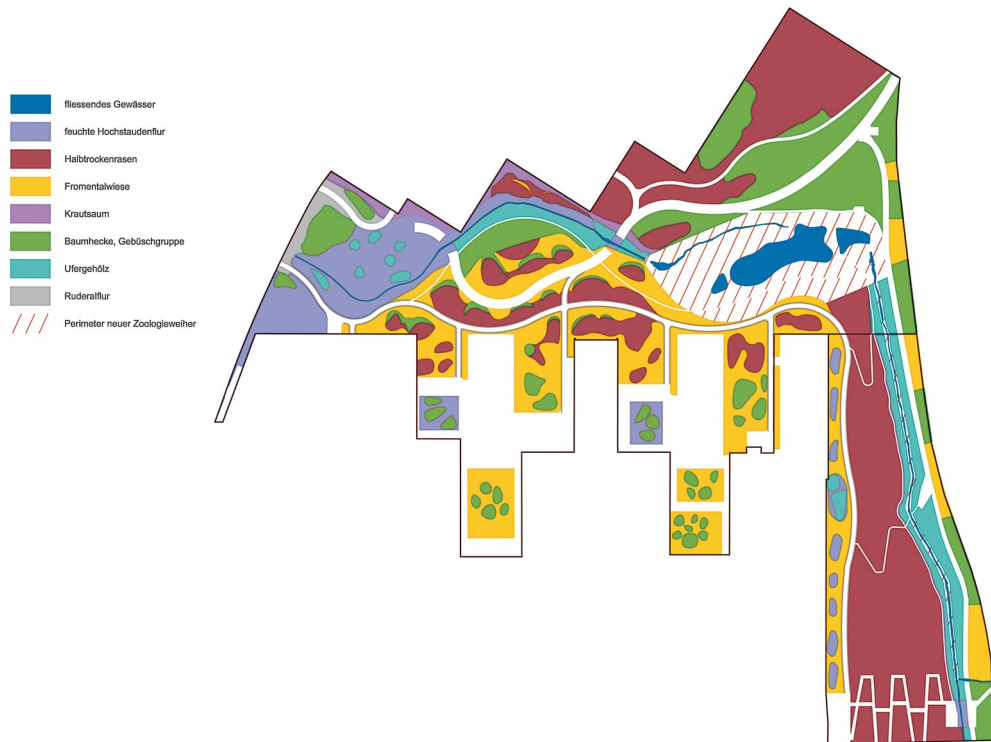 fliessendes Gewässer
feuchte Hochstaudenflur
Halbtrockenrasen
Fromentalwiese
Krautsaum
Baumhecke, Gebüschgruppe
Ufergehölz
Ruderalflur
Perimeter neuer Zoologieweiher